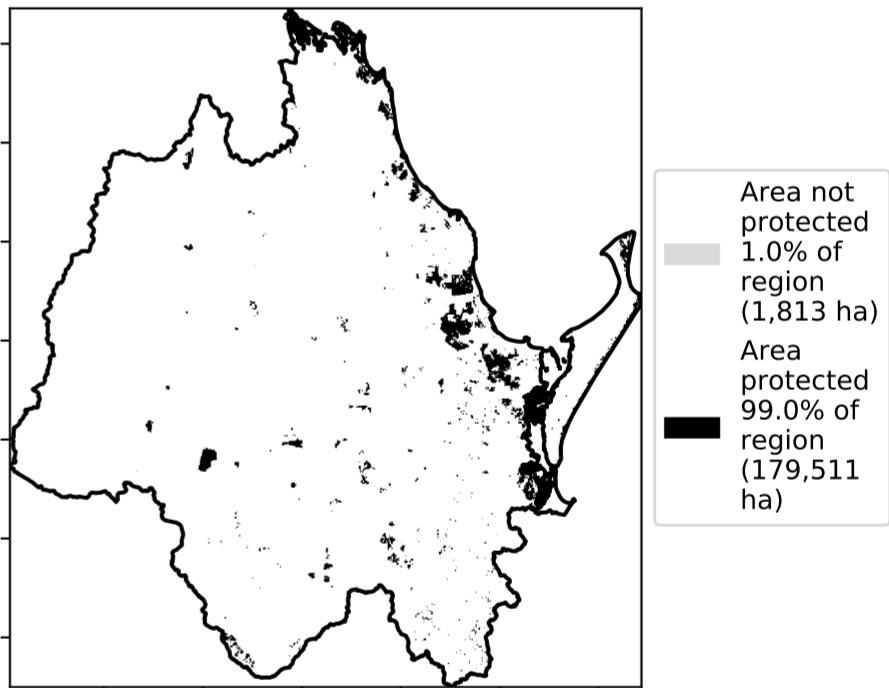 Area not
protected
1.0% of
region
(1,813 ha)
Area
protected
99.0% of
region
(179,511
ha)